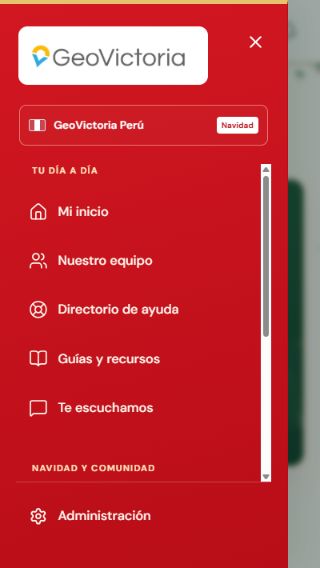 GeoVictoria
GeoVictoria Perú
Navidad
TU DÍA A DÍA
Mi inicio
Nuestro equipo
Directorio de ayuda
Guías y recursos
Te escuchamos
NAVIDAD Y COMUNIDAD
Administración